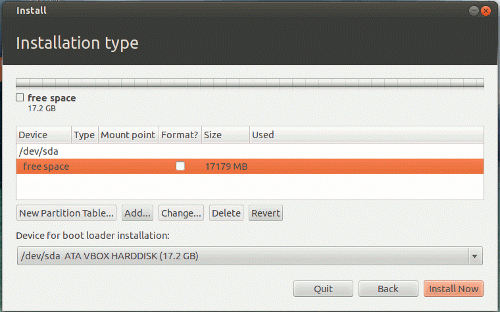 Install
Installation type
free space
17.2 GB
Device Type Mount point Format? Size Used
/dev/sda
free space 17179 MB
New Partition Table... Add... Change... Delete Revert
Device for boot loader installation:
/dev/sda ATA VBOX HARDDISK (17.2 GB)
Quit Back Install Now